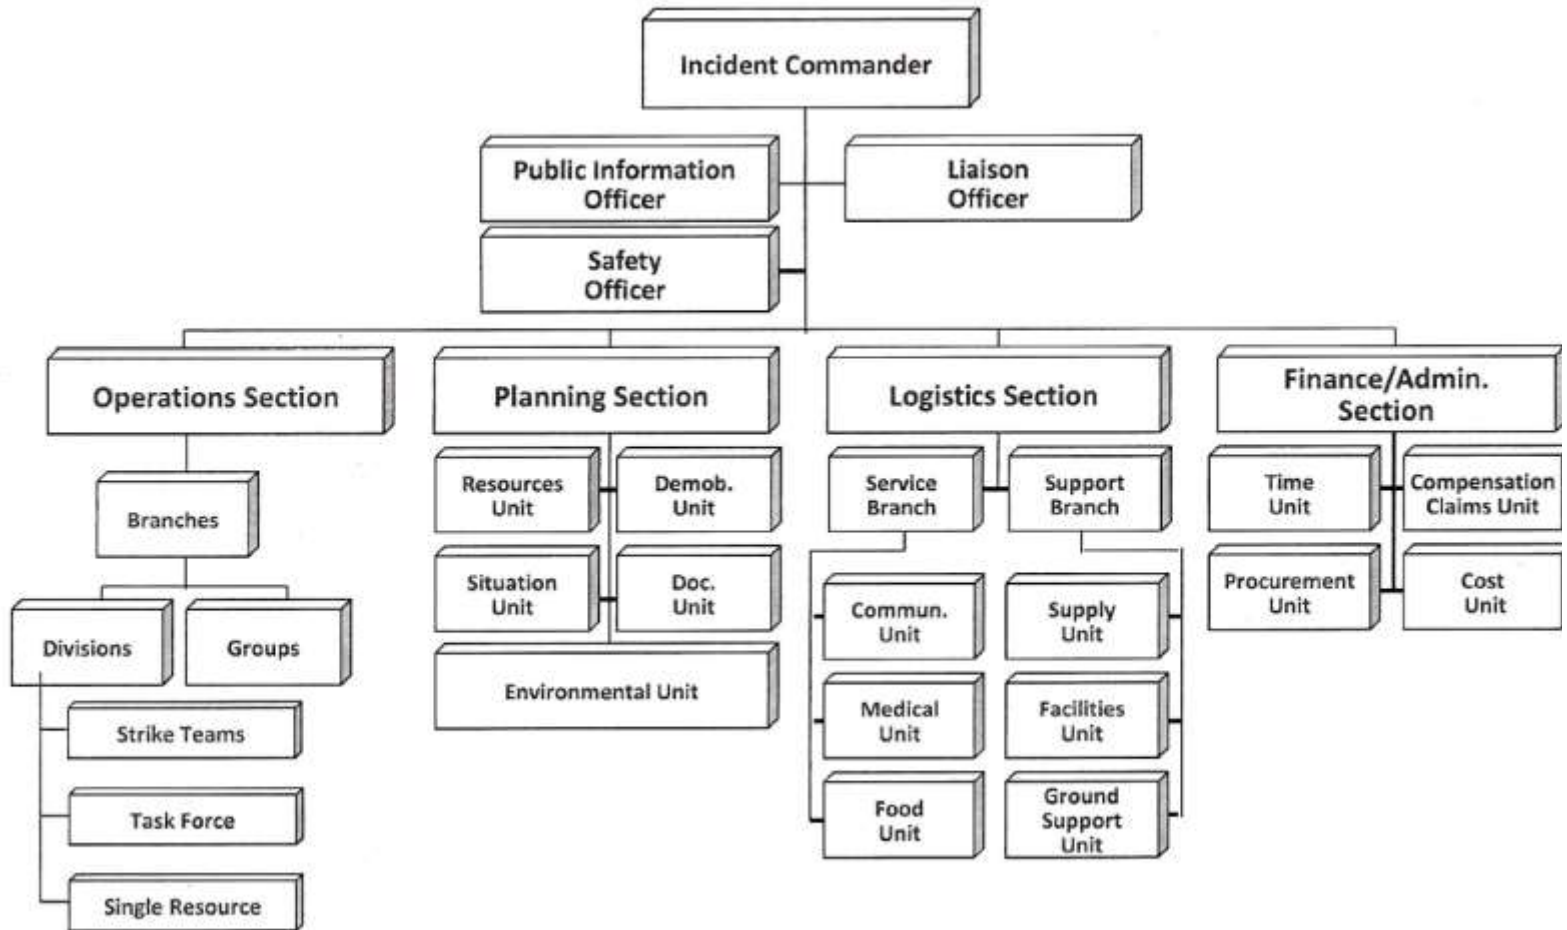 Incident Commander
Public Information
Officer
Liaison
Officer
Safety
Officer
Operations Section
Planning Section
Logistics Section
Finance/Admin.
Section
Branches
Divisions
Groups
Strike Teams
Task Force
Single Resource
Resources
Unit
Demob.
Unit
Situation
Unit
Doc.
Unit
Environmental Unit
Service
Branch
Support
Branch
Commun.
Unit
Supply
Unit
Medical
Unit
Facilities
Unit
Food
Unit
Ground
Support
Unit
Time
Unit
Compensation
Claims Unit
Procurement
Unit
Cost
Unit